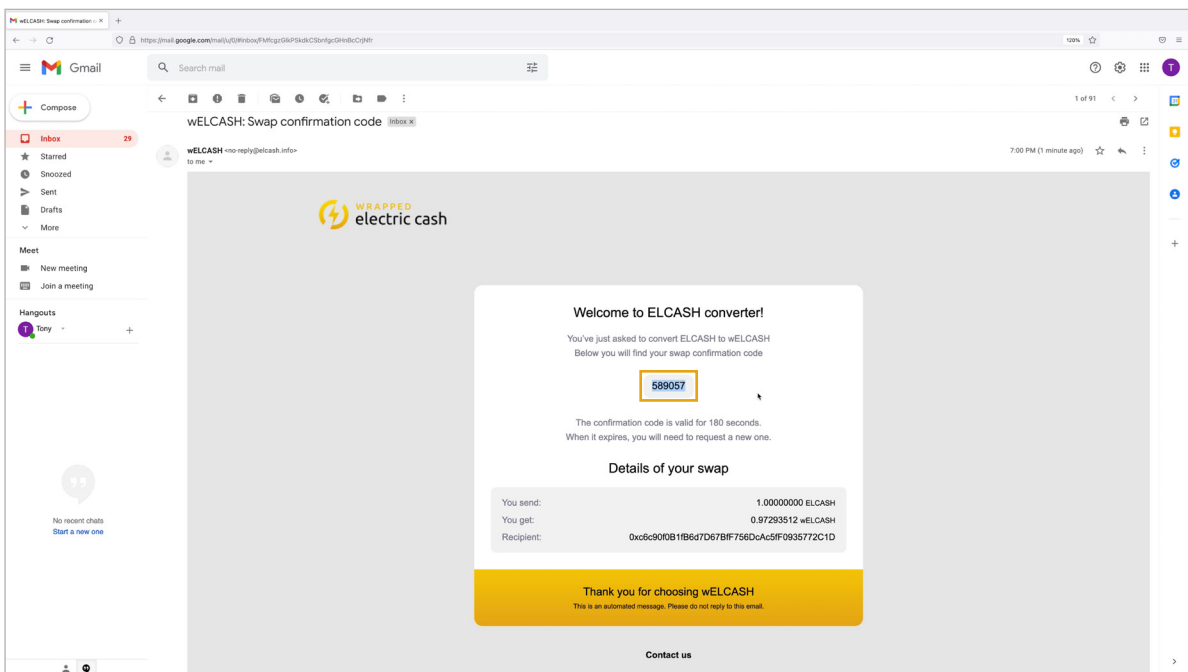 wELCASH: Swap confirmation c
https://mail.google.com/mail/u/0/#inbox/FMfcgzGlkPSkdkCSbnfgcGHnBcCrjNfr
120%
Gmail
Search mail
T
Compose
1 of 91
wELCASH: Swap confirmation code Inbox x
Inbox 29
wELCASH <no-reply@elcash.info>
7:00 PM (1 minute ago)
to me
Starred
Snoozed
Sent
Drafts
More
Meet
New meeting
Join a meeting
Hangouts
T Tony
No recent chats
Start a new one
WRAPPED
electric cash
Welcome to ELCASH converter!
You've just asked to convert ELCASH to wELCASH
Below you will find your swap confirmation code
589057
The confirmation code is valid for 180 seconds.
When it expires, you will need to request a new one.
Details of your swap
You send: 1.00000000 ELCASH
You get: 0.97293512 wELCASH
Recipient: 0xc6c90f0B1fB6d7D67BfF756DcAc5fF0935772C1D
Thank you for choosing wELCASH
This is an automated message. Please do not reply to this email.
Contact us